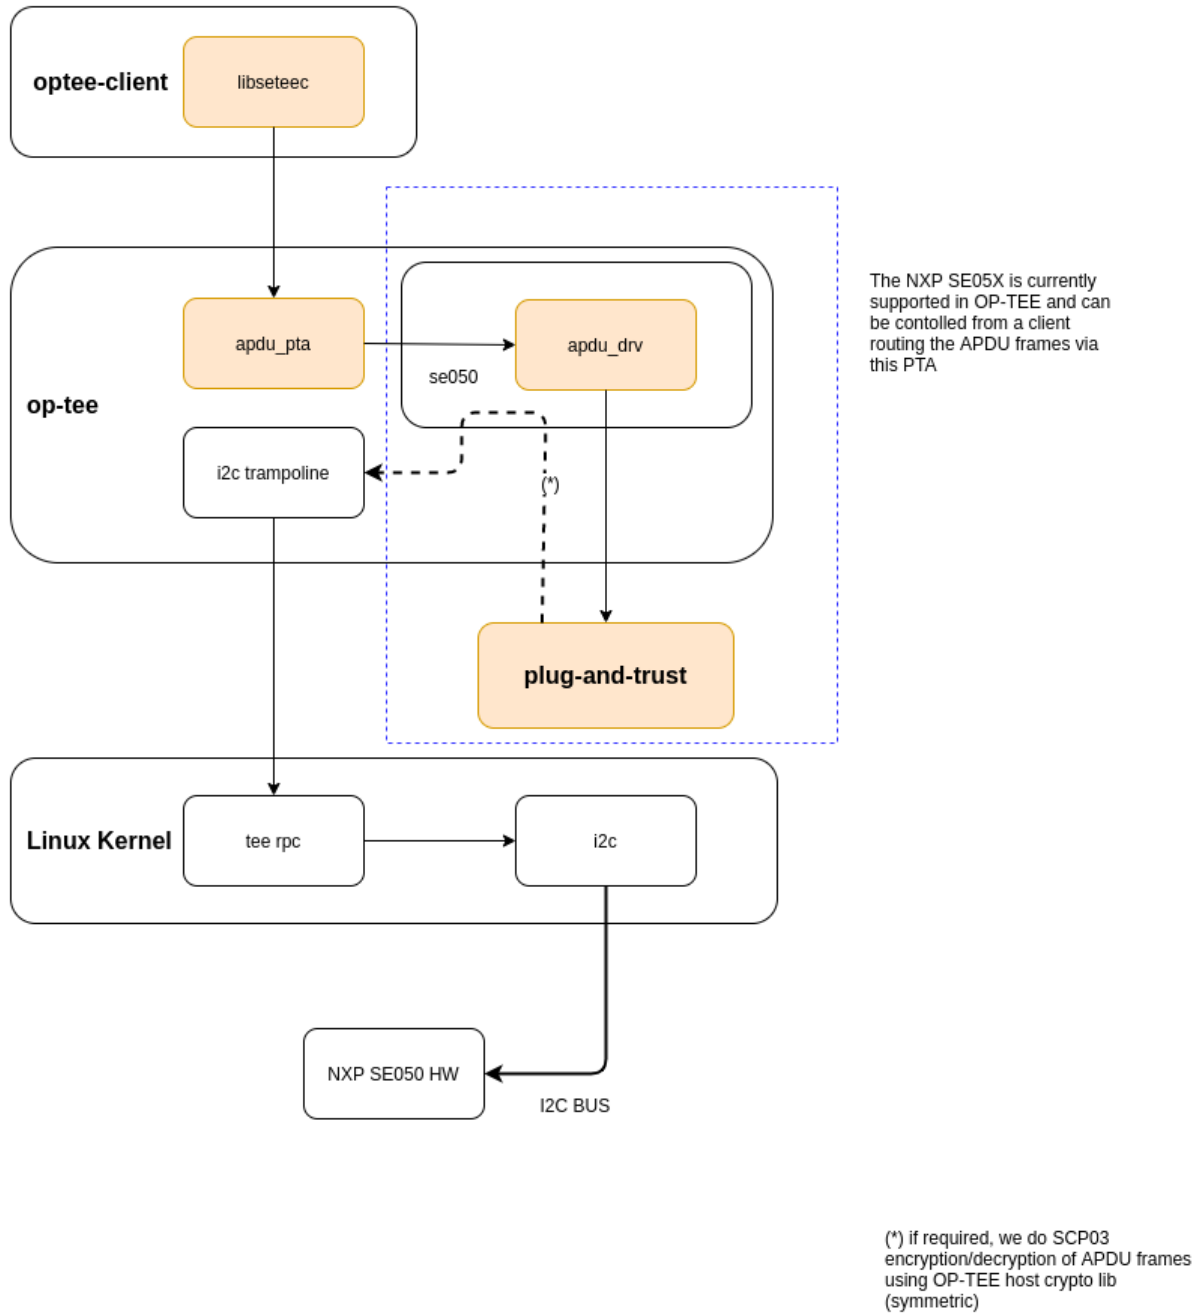 optee-client
libseteec
The NXP SE05X is currently
supported in OP-TEE and can
be contolled from a client
routing the APDU frames via
this PTA
apdu_pta
apdu_drv
se050
op-tee
i2c trampoline
(*)
plug-and-trust
Linux Kernel
tee rpc
i2c
NXP SE050 HW
I2C BUS
(*) if required, we do SCP03
encryption/decryption of APDU frames
using OP-TEE host crypto lib
(symmetric)